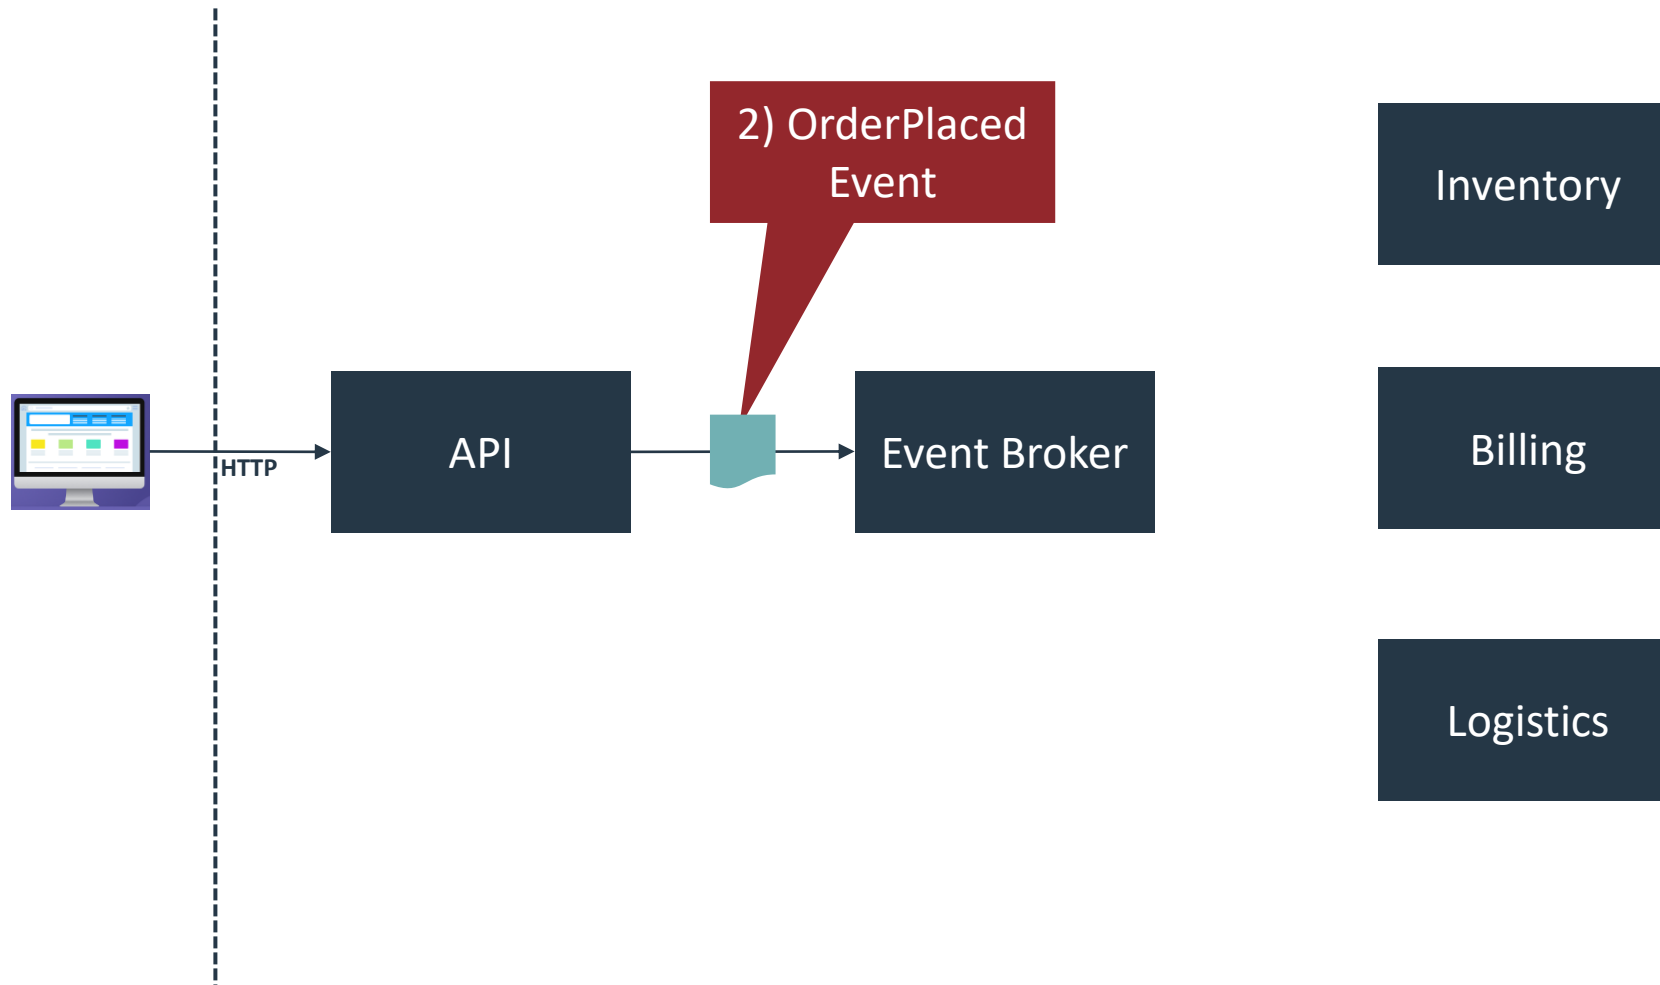 2) OrderPlaced
Event
Inventory
HTTP
API
Event Broker
Billing
Logistics